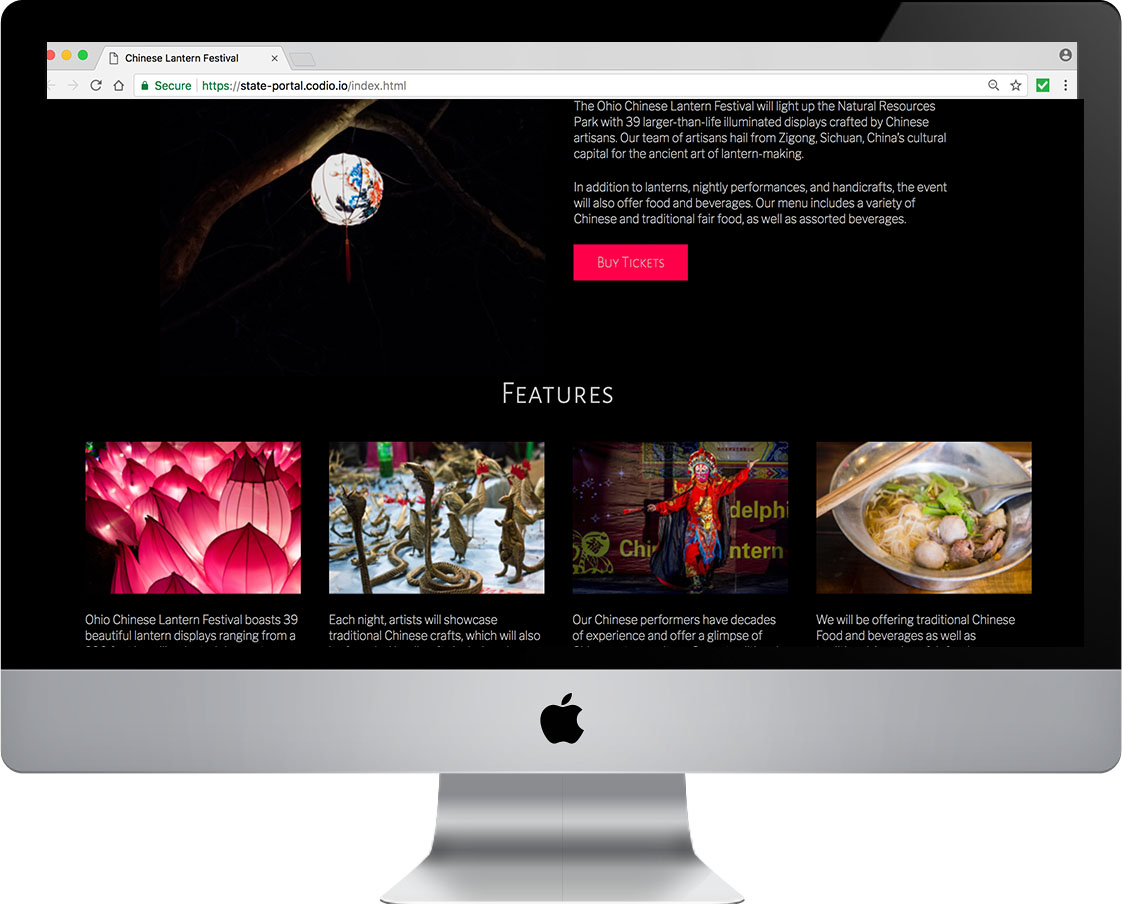 Chinese Lantern Festival
Secure https://state-portal.codio.io/index.html
The Ohio Chinese Lantern Festival will light up the Natural Resources
Park with 39 larger-than-life illuminated displays crafted by Chinese
artisans. Our team of artisans hail from Zigong, Sichuan, China's cultural
capital for the ancient art of lantern-making.
In addition to lanterns, nightly performances, and handicrafts, the event
will also offer food and beverages. Our menu includes a variety of
Chinese and traditional fair food, as well as assorted beverages.
Buy Tickets
Features
delphi
Chi ntern
Ohio Chinese Lantern Festival boasts 39
beautiful lantern displays ranging from a
Each night, artists will showcase
traditional Chinese crafts, which will also
Our Chinese performers have decades
of experience and offer a glimpse of
We will be offering traditional Chinese
Food and beverages as well as